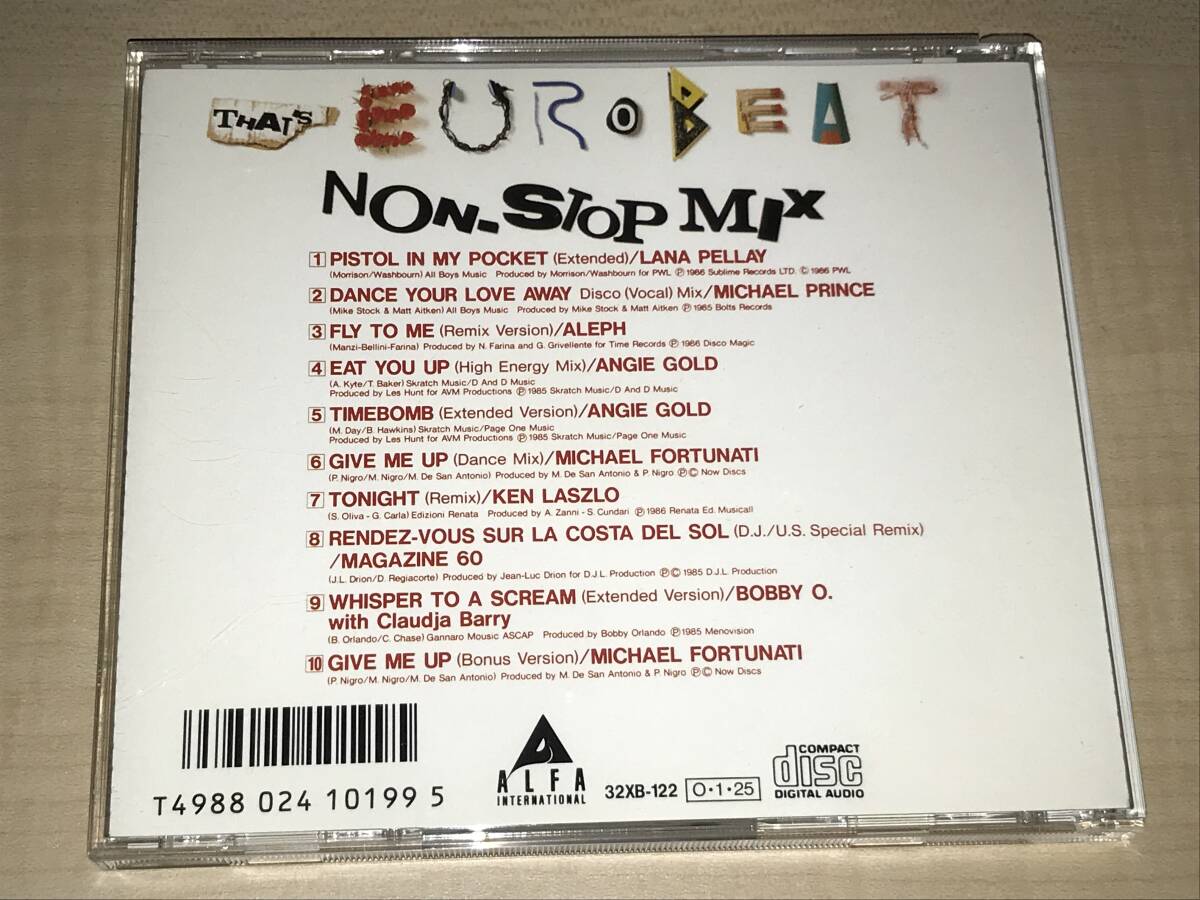 THAT'S EUROBEAT
NON-STOP MIX
1 PISTOL IN MY POCKET (Extended)/LANA PELLAY
(Morrison/Washbourn) All Boys Music Produced by Morrison/Washbourn for PWL Ⓟ 1986 Sublime Records LTD. © 1986 PWL
2 DANCE YOUR LOVE AWAY Disco (Vocal) Mix/MICHAEL PRINCE
(Mike Stock & Matt Aitken) All Boys Music Produced by Mike Stock & Matt Aitken Ⓟ 1985 Bolts Records
3 FLY TO ME (Remix Version)/ALEPH
(Manzi-Bellini-Farina) Produced by N. Farina and G. Grivellente for Time Records Ⓟ 1986 Disco Magic
4 EAT YOU UP (High Energy Mix)/ANGIE GOLD
(A. Kyte/T. Baker) Skratch Music/D And D Music
Produced by Les Hunt for AVM Productions Ⓟ 1985 Skratch Music/D And D Music
5 TIMEBOMB (Extended Version)/ANGIE GOLD
(M. Day/B. Hawkins) Skratch Music/Page One Music
Produced by Les Hunt for AVM Productions Ⓟ 1985 Skratch Music/Page One Music
6 GIVE ME UP (Dance Mix)/MICHAEL FORTUNATI
(P. Nigro/M. Nigro/M. De San Antonio) Produced by M. De San Antonio & P. Nigro Ⓟ© Now Discs
7 TONIGHT (Remix)/KEN LASZLO
(S. Oliva - G. Carla) Edizioni Renata Produced by A. Zanni - S. Cundari Ⓟ 1986 Renata Ed. Musicall
8 RENDEZ-VOUS SUR LA COSTA DEL SOL (D.J./U.S. Special Remix)
/MAGAZINE 60
(J.L. Drion/D. Regiacorte) Produced by Jean-Luc Drion for D.J.L. Production Ⓟ© 1985 D.J.L. Production
9 WHISPER TO A SCREAM (Extended Version)/BOBBY O.
with Claudja Barry
(B. Orlando/C. Chase) Gannaro Mousic ASCAP Produced by Bobby Orlando Ⓟ 1985 Menovision
10 GIVE ME UP (Bonus Version)/MICHAEL FORTUNATI
(P. Nigro/M. Nigro/M. De San Antonio) Produced by M. De San Antonio & P. Nigro Ⓟ© Now Discs
T4988 024 10199 5
ALFA
INTERNATIONAL
32XB-122
O・1・25
COMPACT
disc
DIGITAL AUDIO